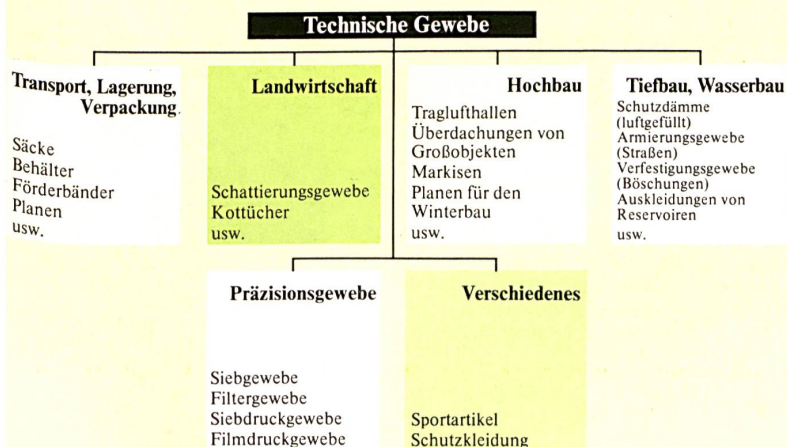 Technische Gewebe
Transport, Lagerung,
Verpackung.
Säcke
Behälter
Förderbänder
Planen
usw.
Landwirtschaft
Schattierungsgewebe
Kottücher
usw.
Hochbau
Traglufthallen
Überdachungen von
Großobjekten
Markisen
Planen für den
Winterbau
usw.
Tiefbau, Wasserbau
Schutzdämme
(luftgefüllt)
Armierungsgewebe
(Straßen)
Verfestigungsgewebe
(Böschungen)
Auskleidungen von
Reservoiren
usw.
Präzisionsgewebe
Siebgewebe
Filtergewebe
Siebdruckgewebe
Filmdruckgewebe
Verschiedenes
Sportartikel
Schutzkleidung